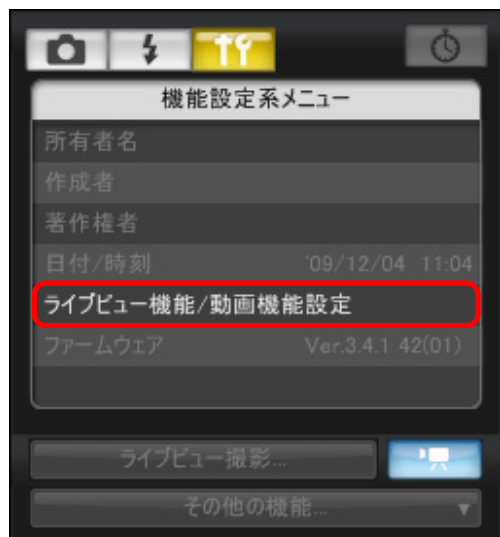 機能設定系メニュー
所有者名
作成者
著作権者
日付/時刻 '09/12/04 11:04
ライブビュー機能/動画機能設定
ファームウェア Ver.3.4.1 42(01)
ライブビュー撮影...
その他の機能...